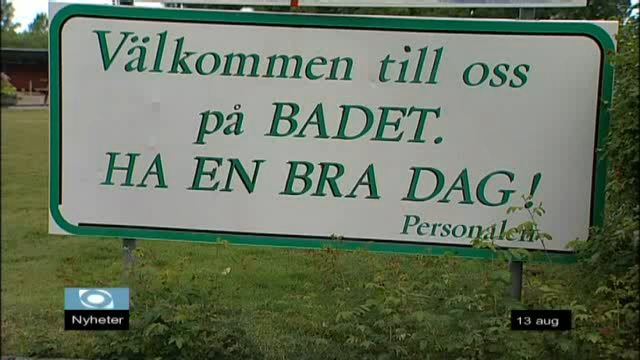 Välkommen till oss
på BADET.
HA EN BRA DAG!
Personalen
Nyheter
13 aug